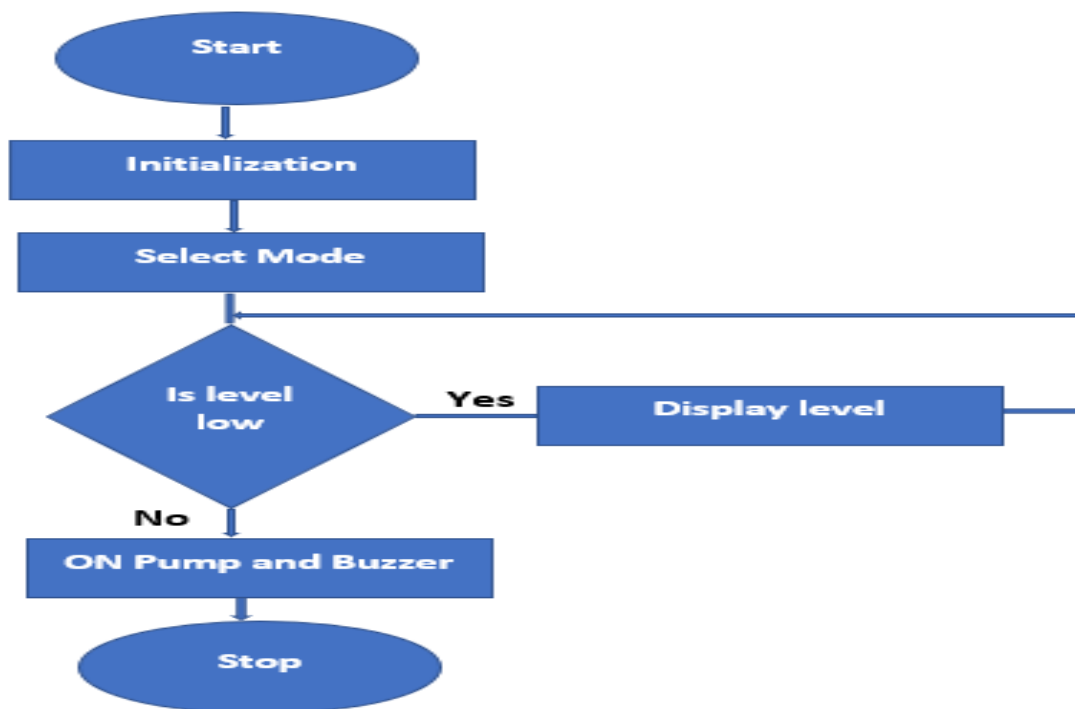 Start
Initialization
Select Mode
Is level
low
Yes
Display level
No
ON Pump and Buzzer
Stop